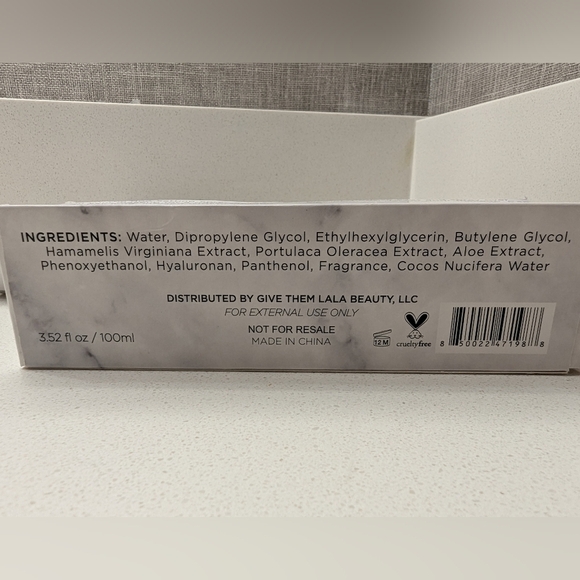 INGREDIENTS: Water, Dipropylene Glycol, Ethylhexylglycerin, Butylene Glycol,
Hamamelis Virginiana Extract, Portulaca Oleracea Extract, Aloe Extract,
Phenoxyethanol, Hyaluronan, Panthenol, Fragrance, Cocos Nucifera Water
DISTRIBUTED BY GIVE THEM LALA BEAUTY, LLC
FOR EXTERNAL USE ONLY
NOT FOR RESALE
MADE IN CHINA
3.52 fl oz / 100ml
12M
crueltyfree
8 50022 47198 8